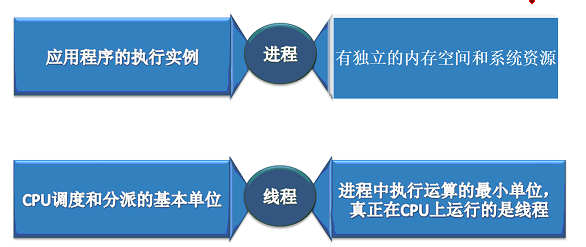 应用程序的执行实例
进程
有独立的内存空间和系统资源
CPU调度和分派的基本单位
线程
进程中执行运算的最小单位，
真正在CPU上运行的是线程